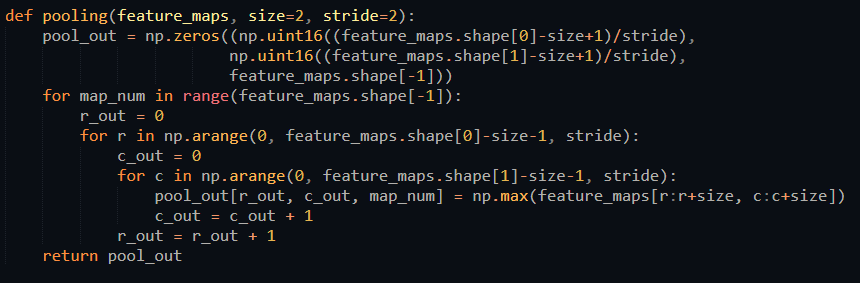 def pooling(feature_maps, size=2, stride=2):
    pool_out = np.zeros((np.uint16((feature_maps.shape[0]-size+1)/stride),
                        np.uint16((feature_maps.shape[1]-size+1)/stride),
                        feature_maps.shape[-1]))
    for map_num in range(feature_maps.shape[-1]):
        r_out = 0
        for r in np.arange(0, feature_maps.shape[0]-size-1, stride):
            c_out = 0
            for c in np.arange(0, feature_maps.shape[1]-size-1, stride):
                pool_out[r_out, c_out, map_num] = np.max(feature_maps[r:r+size, c:c+size])
                c_out = c_out + 1
            r_out = r_out + 1
    return pool_out